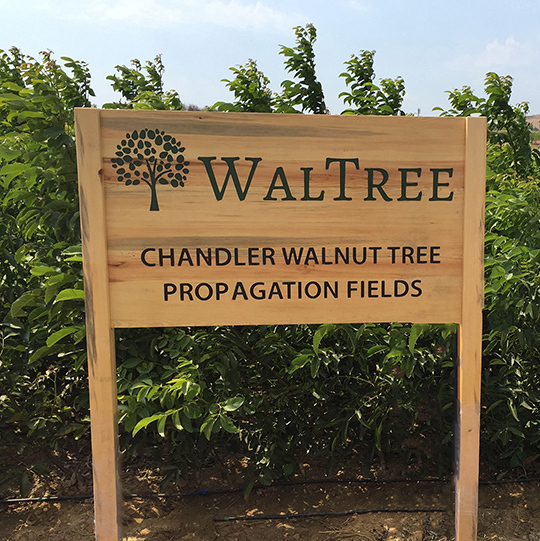 WALTREE
CHANDLER WALNUT TREE
PROPAGATION FIELDS